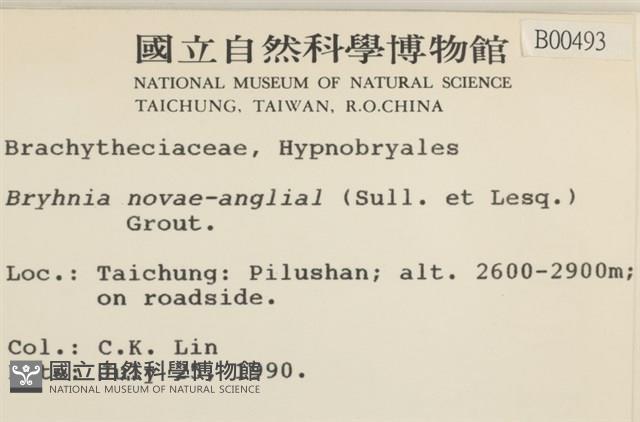 國立自然科學博物館
B00493
NATIONAL MUSEUM OF NATURAL SCIENCE
TAICHUNG, TAIWAN, R.O.CHINA
Brachytheciaceae, Hypnobryales
Bryhnia novae-anglial (Sull. et Lesq.)
Grout.
Loc.: Taichung: Pilushan; alt. 2600-2900m;
on roadside.
Col.: C.K. Lin
1990.
國立自然科學博物館
NATIONAL MUSEUM OF NATURAL SCIENCE